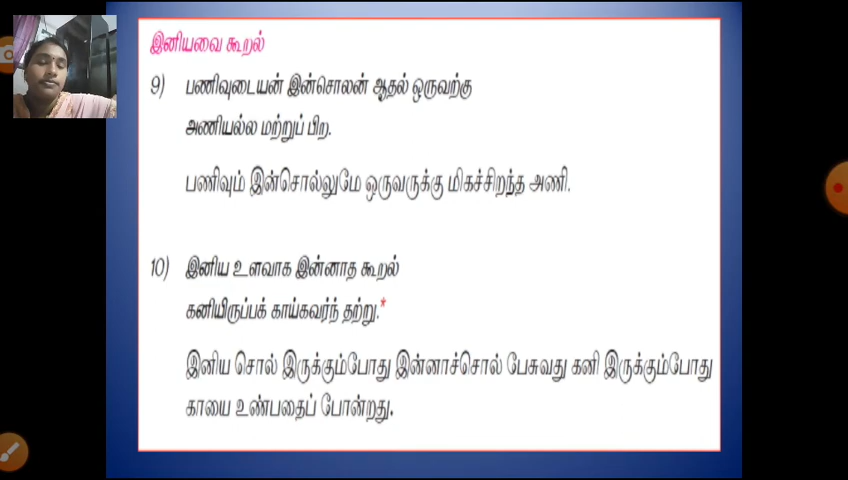 இனியவை கூறல்
9) பணிவுடையன் இன்சொலன் ஆதல் ஒருவற்கு
அணியல்ல மற்றுப் பிற.
பணிவும் இன்சொல்லுமே ஒருவருக்கு மிகச்சிறந்த அணி.
10) இனிய உளவாக இன்னாத கூறல்
கனியிருப்பக் காய்கவர்ந் தற்று.*
இனிய சொல் இருக்கும்போது இன்னாச்சொல் பேசுவது கனி இருக்கும்போது
காயை உண்பதைப் போன்றது.